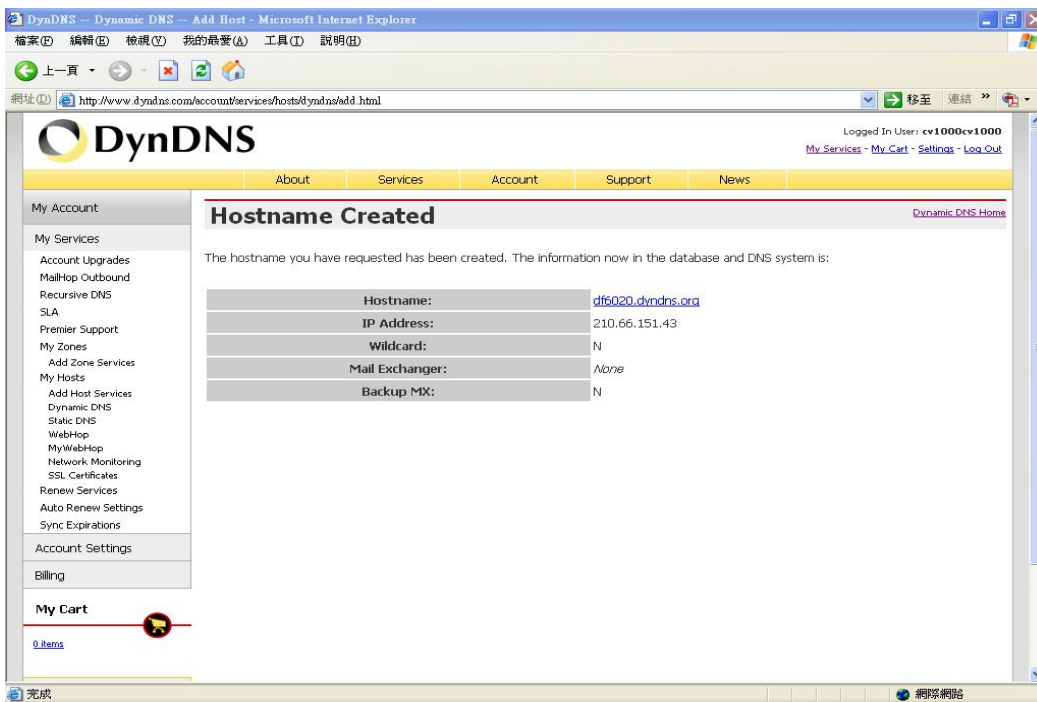 DynDNS -- Dynamic DNS -- Add Host - Microsoft Internet Explorer
檔案(F) 編輯(E) 檢視(V) 我的最愛(A) 工具(T) 說明(H)
上一頁
網址(D) http://www.dyndns.com/account/services/hosts/dyndns/add.html 移至 連結 »
DynDNS
Logged In User: cv1000cv1000
My Services - My Cart - Settings - Log Out
About Services Account Support News
My Account
My Services
Account Upgrades
MailHop Outbound
Recursive DNS
SLA
Premier Support
My Zones
Add Zone Services
My Hosts
Add Host Services
Dynamic DNS
Static DNS
WebHop
MyWebHop
Network Monitoring
SSL Certificates
Renew Services
Auto Renew Settings
Sync Expirations
Account Settings
Billing
My Cart
0 items
Hostname Created
Dynamic DNS Home
The hostname you have requested has been created. The information now in the database and DNS system is:
Hostname: df6020.dyndns.org
IP Address: 210.66.151.43
Wildcard: N
Mail Exchanger: None
Backup MX: N
完成
網際網路